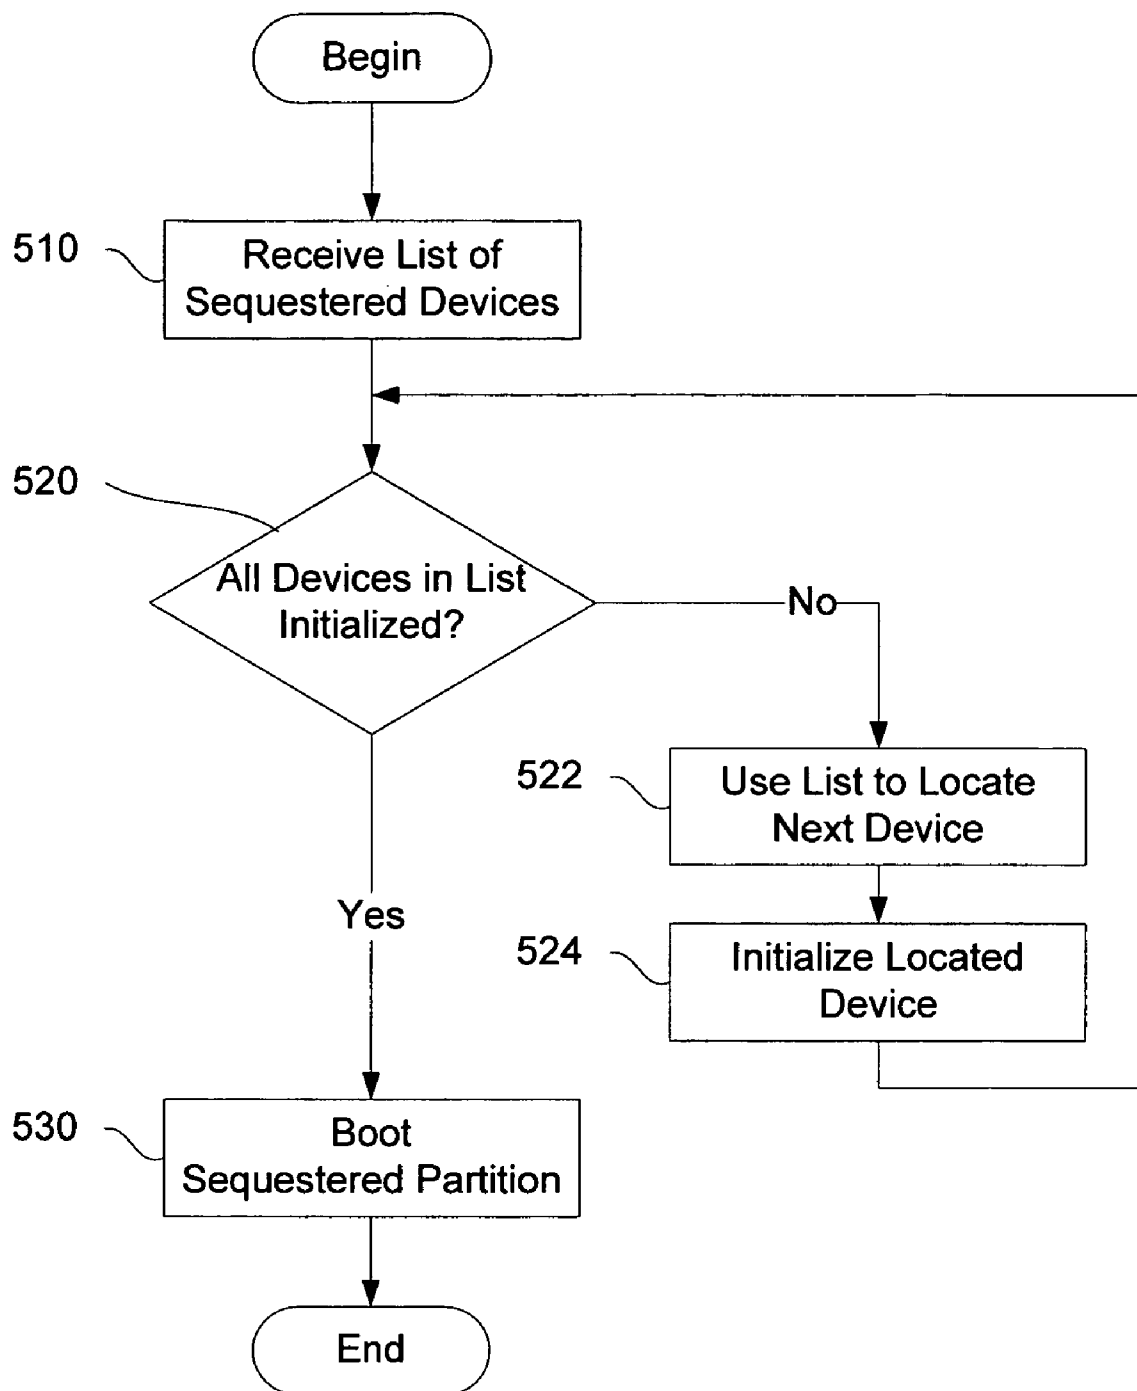 Begin
510
Receive List of
Sequestered Devices
520
All Devices in List
Initialized?
No
522
Use List to Locate
Next Device
Yes
524
Initialize Located
Device
530
Boot
Sequestered Partition
End